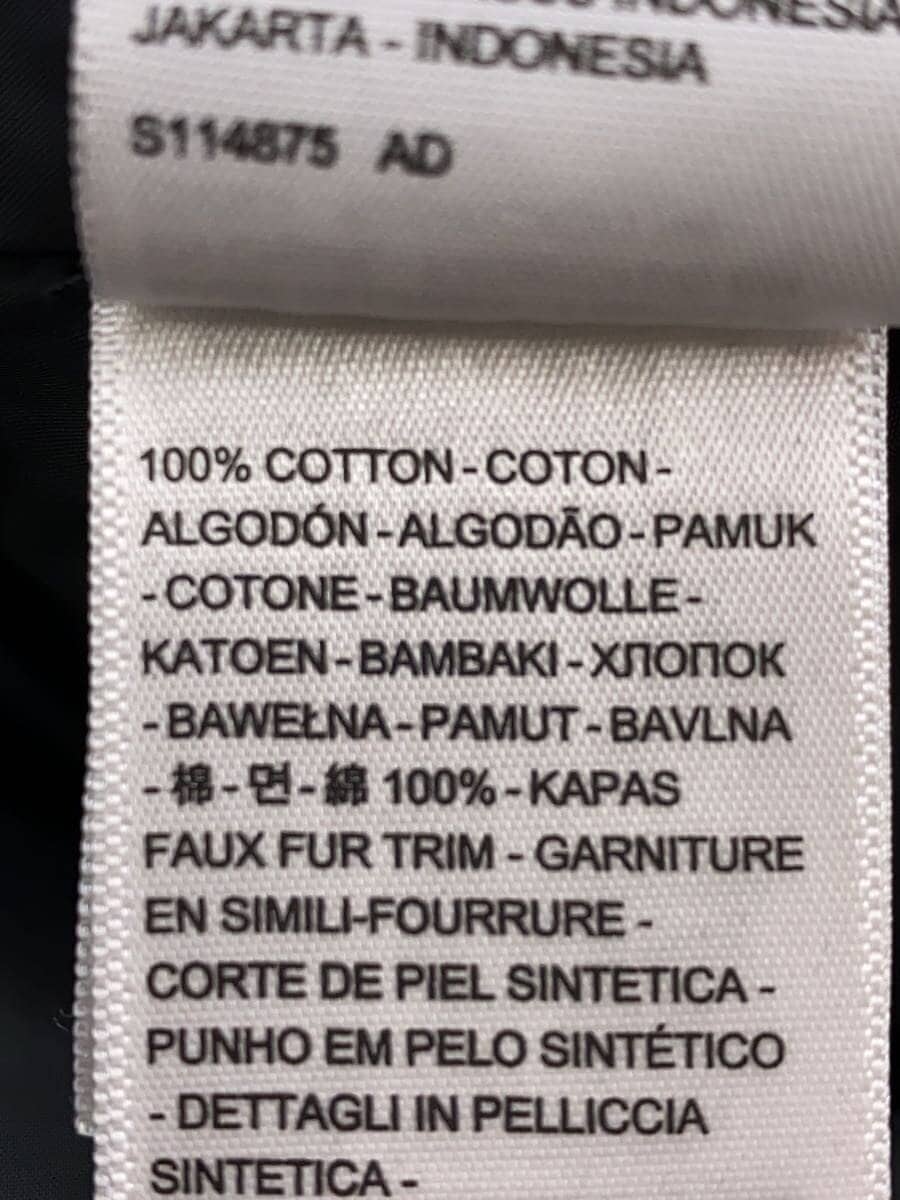 INDONESIA
JAKARTA - INDONESIA
S114875 AD
100% COTTON - COTON -
ALGODÓN - ALGODÃO - PAMUK
- COTONE - BAUMWOLLE -
KATOEN - BAMBAKI - ХЛОПОК
- BAWEŁNA - PAMUT - BAVLNA
- 棉 - 면 - 綿 100% - KAPAS
FAUX FUR TRIM - GARNITURE
EN SIMILI-FOURRURE -
CORTE DE PIEL SINTETICA -
PUNHO EM PELO SINTÉTICO
- DETTAGLI IN PELLICCIA
SINTETICA -